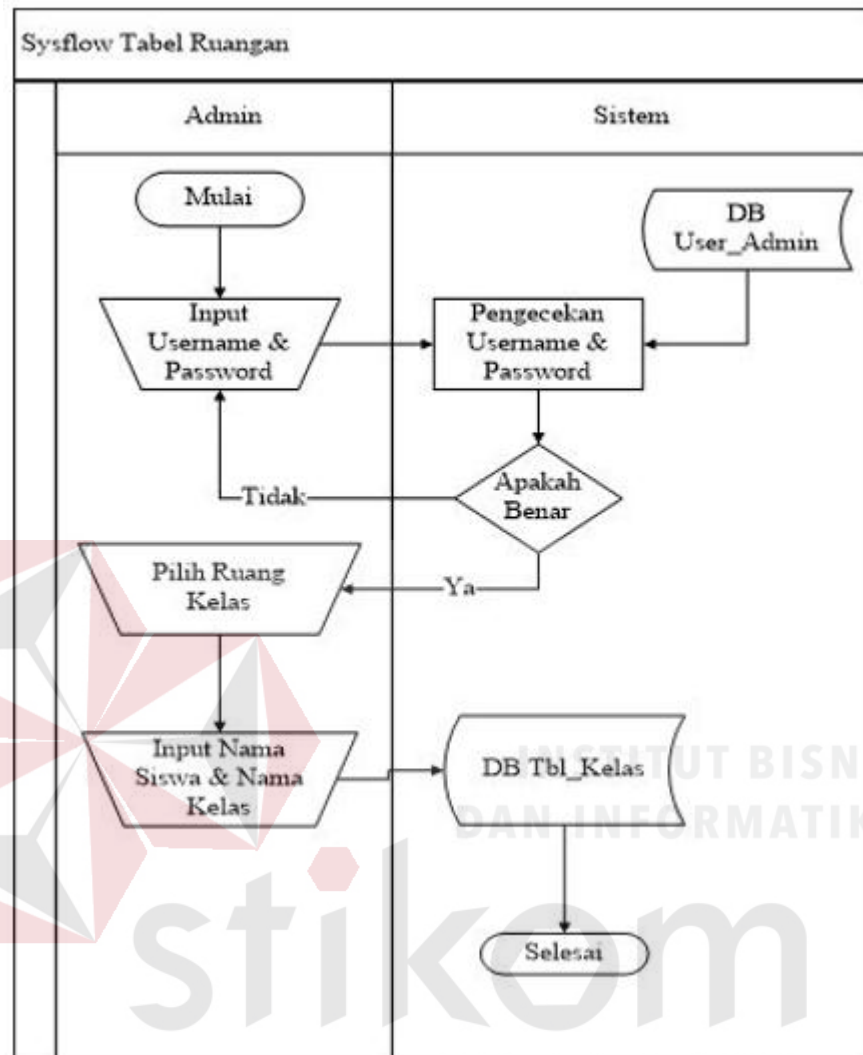 Sysflow Tabel Ruangan
Admin
Sistem
Mulai
DB
User_Admin
Input
Username &
Password
Pengecekan
Username &
Password
Apakah
Benar
Tidak
Ya
Pilih Ruang
Kelas
Input Nama
Siswa & Nama
Kelas
DB Tbl_Kelas
INSTITUT BISN
DAN INFORMATIK
stikom
Selesai